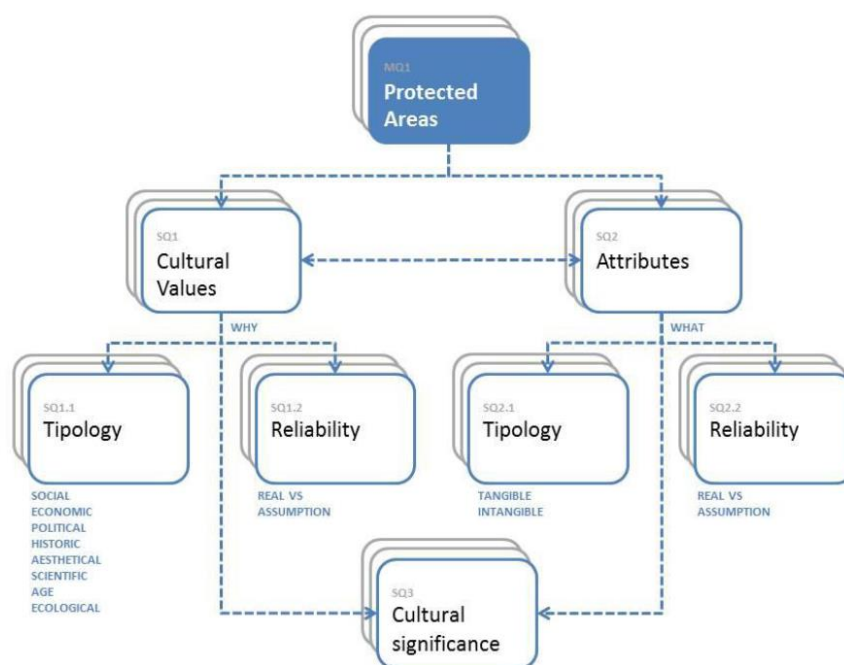 MQ1
Protected
Areas
SQ1
Cultural
Values
SQ2
Attributes
WHY
WHAT
SQ1.1
Tipology
SQ1.2
Reliability
SQ2.1
Tipology
SQ2.2
Reliability
SOCIAL
ECONOMIC
POLITICAL
HISTORIC
AESTHETICAL
SCIENTIFIC
AGE
ECOLOGICAL
REAL VS
ASSUMPTION
TANGIBLE
INTANGIBLE
REAL VS
ASSUMPTION
SQ3
Cultural
significance